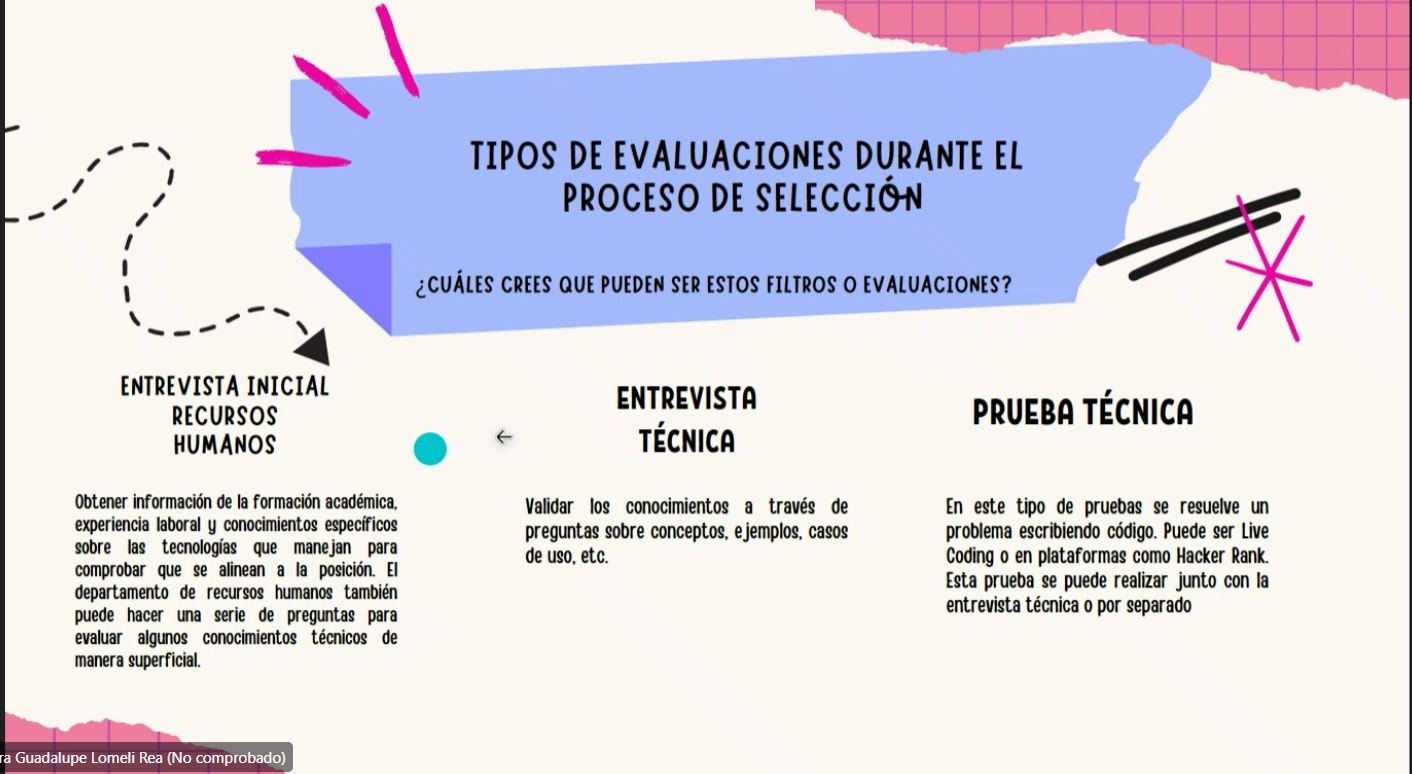 TIPOS DE EVALUACIONES DURANTE EL
PROCESO DE SELECCIÓN
¿CUÁLES CREES QUE PUEDEN SER ESTOS FILTROS O EVALUACIONES?
ENTREVISTA INICIAL
RECURSOS
HUMANOS
Obtener información de la formación académica,
experiencia laboral y conocimientos específicos
sobre las tecnologías que manejan para
comprobar que se alinean a la posición. El
departamento de recursos humanos también
puede hacer una serie de preguntas para
evaluar algunos conocimientos técnicos de
manera superficial.
ENTREVISTA
TÉCNICA
Validar los conocimientos a través de
preguntas sobre conceptos, ejemplos, casos
de uso, etc.
PRUEBA TÉCNICA
En este tipo de pruebas se resuelve un
problema escribiendo código. Puede ser Live
Coding o en plataformas como Hacker Rank.
Esta prueba se puede realizar junto con la
entrevista técnica o por separado
ra Guadalupe Lomeli Rea (No comprobado)